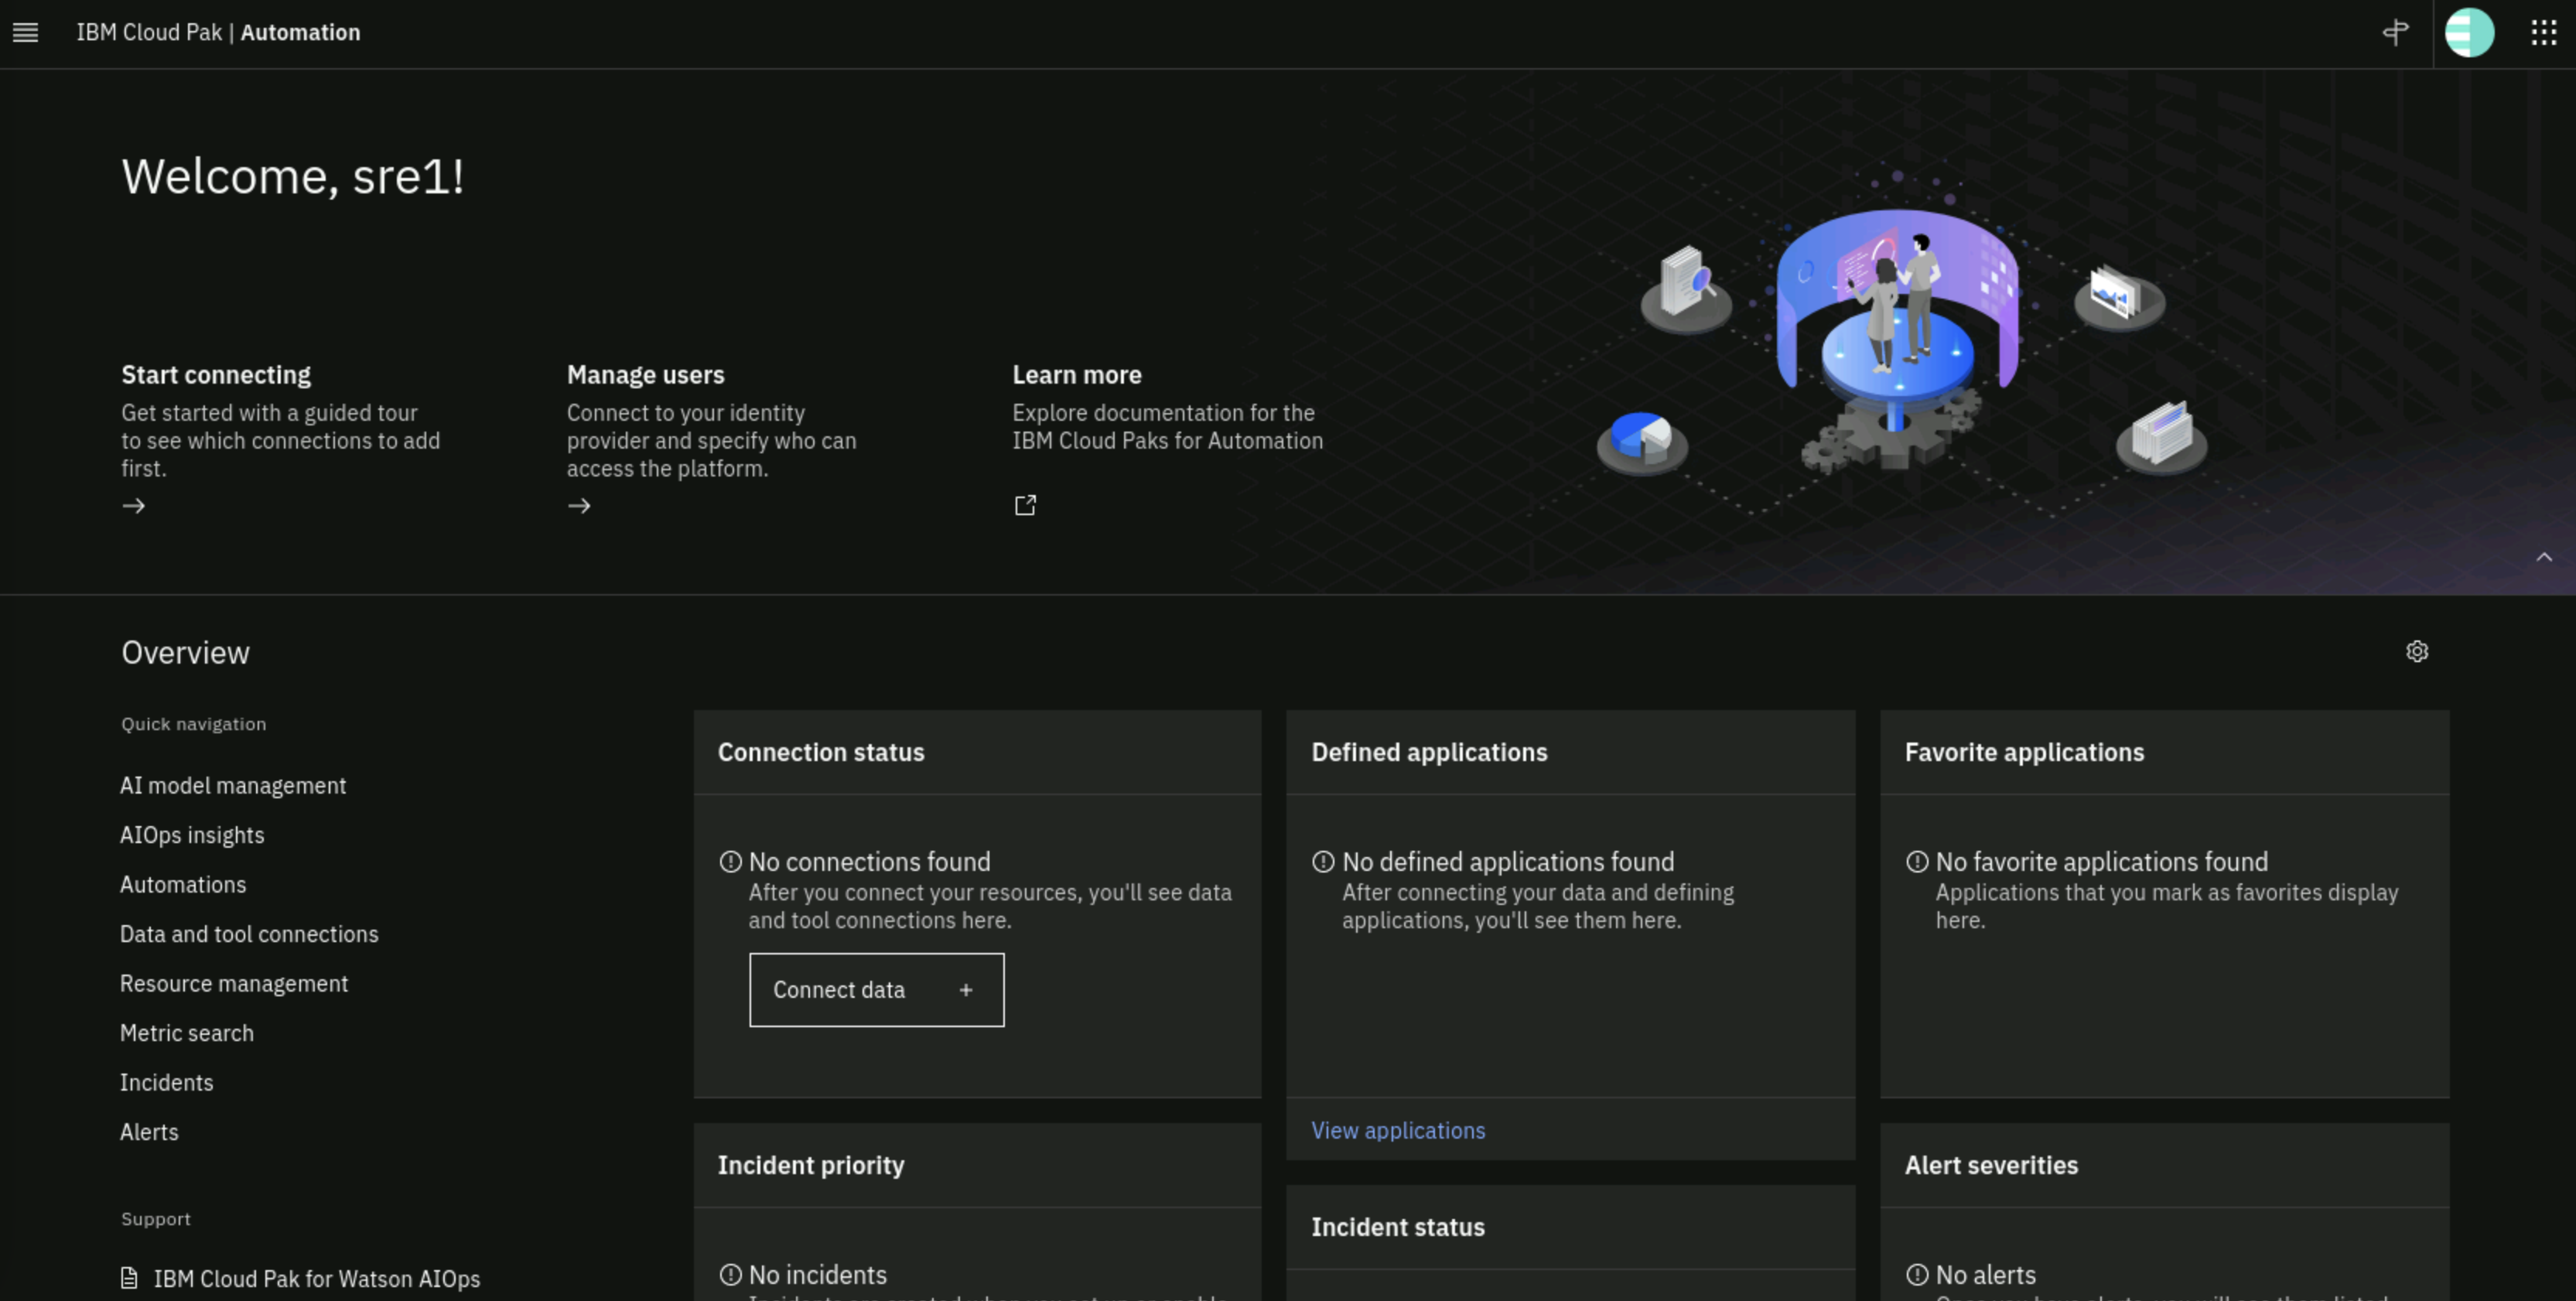 IBM Cloud Pak | Automation
Welcome, sre1!
Start connecting
Get started with a guided tour
to see which connections to add
first.
Manage users
Connect to your identity
provider and specify who can
access the platform.
Learn more
Explore documentation for the
IBM Cloud Paks for Automation
Overview
Quick navigation
AI model management
AIOps insights
Automations
Data and tool connections
Resource management
Metric search
Incidents
Alerts
Support
IBM Cloud Pak for Watson AIOps
Connection status
No connections found
After you connect your resources, you'll see data
and tool connections here.
Connect data +
Defined applications
No defined applications found
After connecting your data and defining
applications, you'll see them here.
View applications
Favorite applications
No favorite applications found
Applications that you mark as favorites display
here.
Incident priority
No incidents
Incident status
Alert severities
No alerts